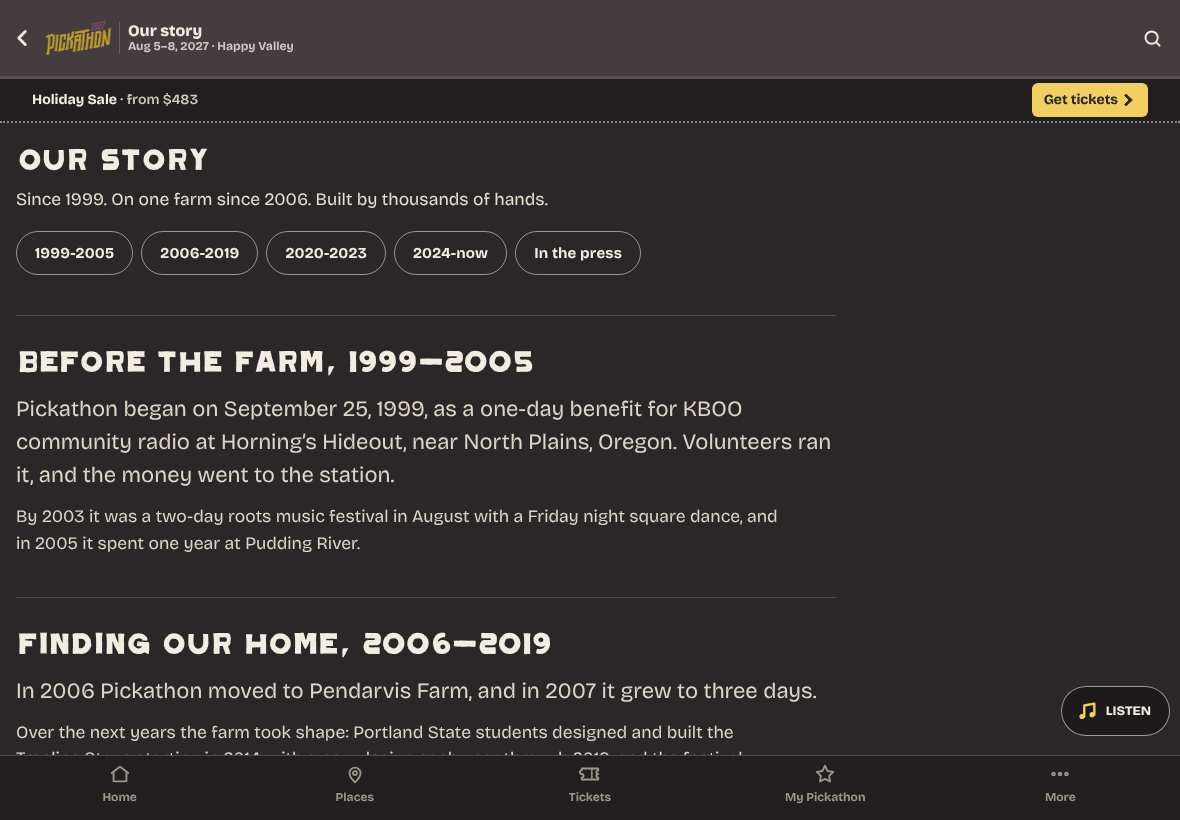 PICKATHON
Our story
Aug 5–8, 2027 · Happy Valley
Holiday Sale · from $483
Get tickets
OUR STORY
Since 1999. On one farm since 2006. Built by thousands of hands.
1999-2005
2006-2019
2020-2023
2024-now
In the press
BEFORE THE FARM, 1999–2005
Pickathon began on September 25, 1999, as a one-day benefit for KBOO
community radio at Horning's Hideout, near North Plains, Oregon. Volunteers ran
it, and the money went to the station.
By 2003 it was a two-day roots music festival in August with a Friday night square dance, and
in 2005 it spent one year at Pudding River.
FINDING OUR HOME, 2006–2019
In 2006 Pickathon moved to Pendarvis Farm, and in 2007 it grew to three days.
Over the next years the farm took shape: Portland State students designed and built the
LISTEN
Home
Places
Tickets
My Pickathon
More